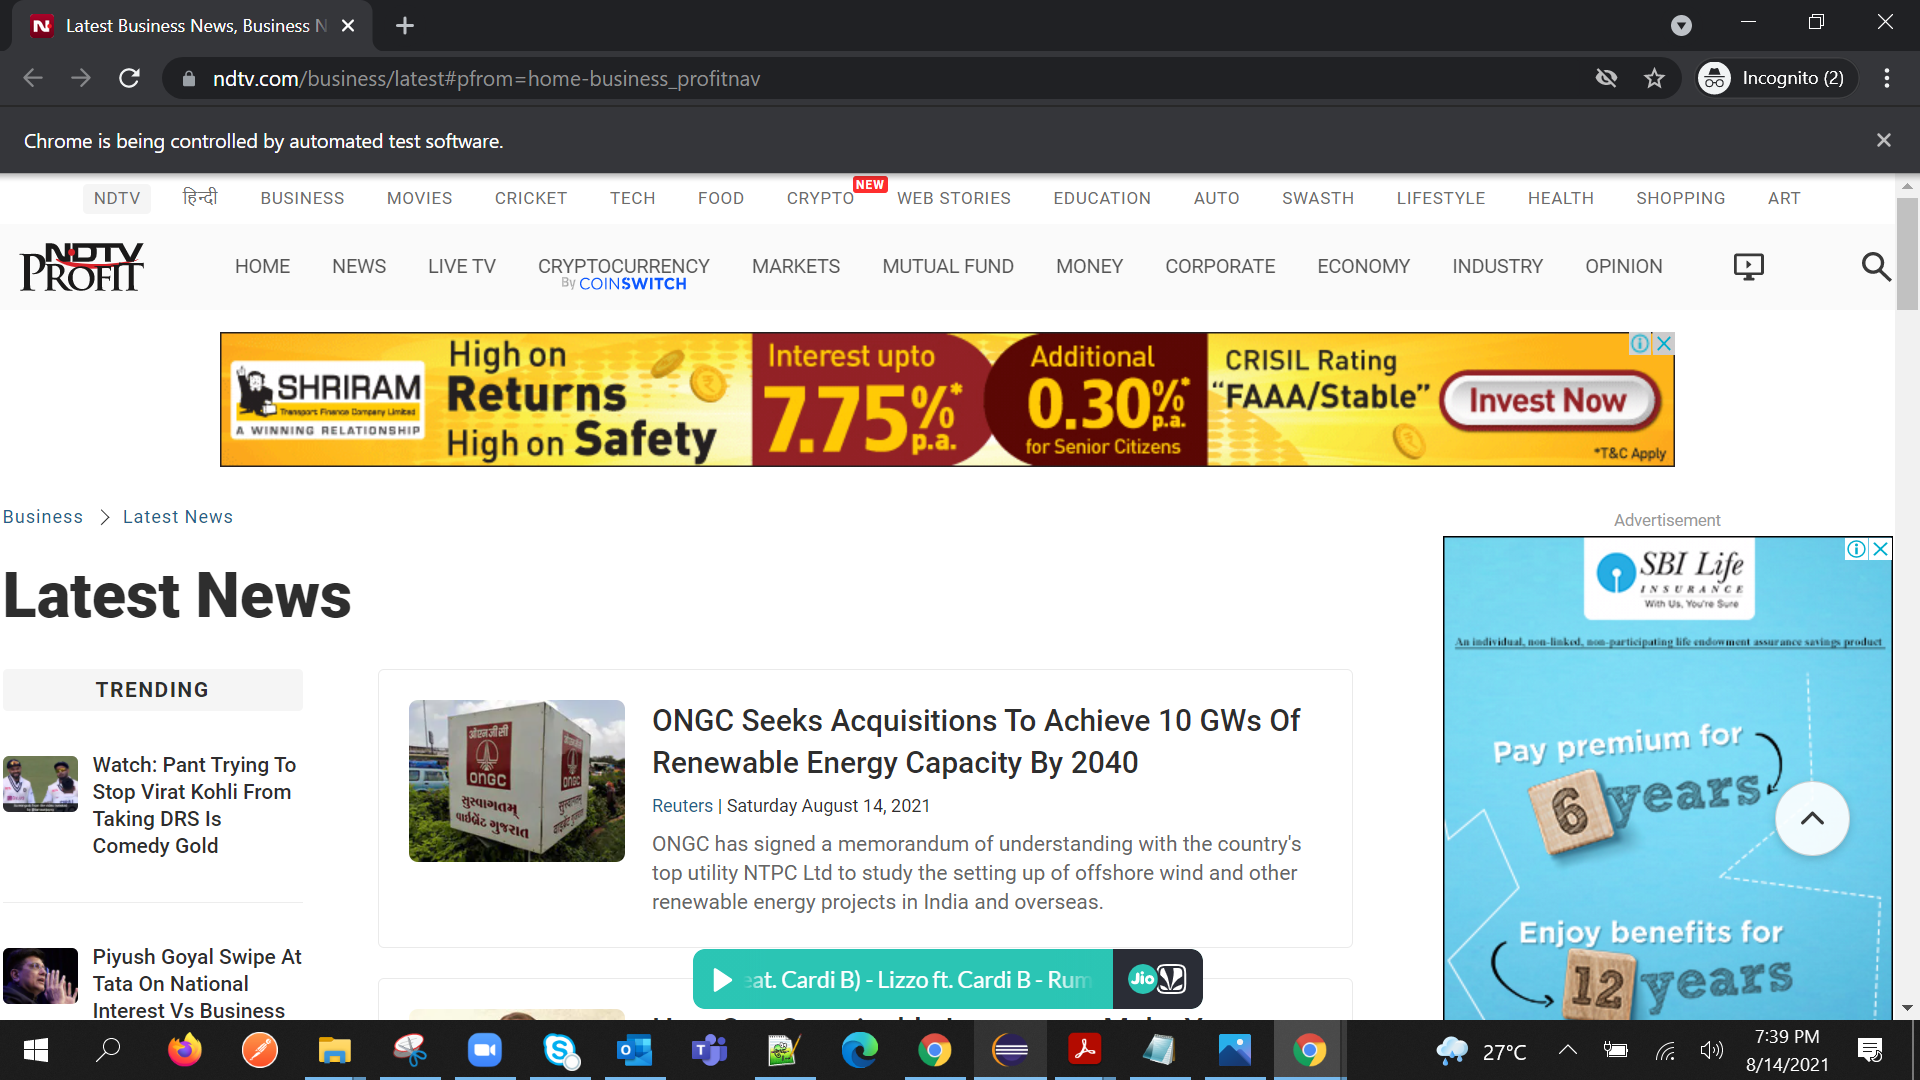 Latest Business News, Business N
ndtv.com/business/latest#pfrom=home-business_profitnav
Incognito (2)
Chrome is being controlled by automated test software.
NDTV हिन्दी BUSINESS MOVIES CRICKET TECH FOOD CRYPTO NEW WEB STORIES EDUCATION AUTO SWASTH LIFESTYLE HEALTH SHOPPING ART
NDTV
PROFIT
HOME NEWS LIVE TV CRYPTOCURRENCY MARKETS MUTUAL FUND MONEY CORPORATE ECONOMY INDUSTRY OPINION
By COINSWITCH
SHRIRAM
Transport Finance Company Limited
A WINNING RELATIONSHIP
High on
Returns
High on Safety
Interest upto
7.75%*
p.a.
Additional
0.30%*
p.a.
for Senior Citizens
CRISIL Rating
“FAAA/Stable”
Invest Now
*T&C Apply
Business > Latest News
Latest News
TRENDING
Watch: Pant Trying To
Stop Virat Kohli From
Taking DRS Is
Comedy Gold
Piyush Goyal Swipe At
Tata On National
Interest Vs Business
ओएनजीसी
ONGC
સુસ્વાગતમ્
વાઈબ્રેંટ ગુજરાત
ONGC Seeks Acquisitions To Achieve 10 GWs Of
Renewable Energy Capacity By 2040
Reuters | Saturday August 14, 2021
ONGC has signed a memorandum of understanding with the country's
top utility NTPC Ltd to study the setting up of offshore wind and other
renewable energy projects in India and overseas.
eat. Cardi B) - Lizzo ft. Cardi B - Rum
Jio
Advertisement
SBI Life
INSURANCE
With Us, You're Sure
An individual, non-linked, non-participating life endowment assurance savings product
Pay premium for
6 years
Enjoy benefits for
12 years
27°C
7:39 PM
8/14/2021